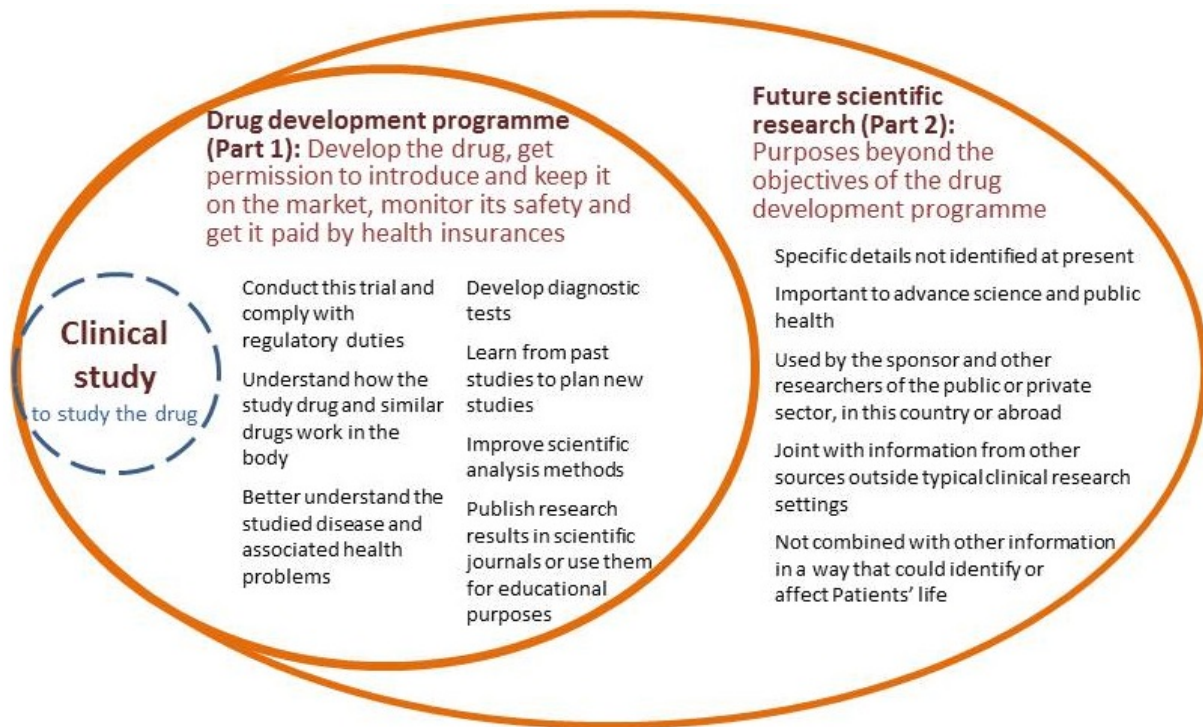 Clinical
study
to study the drug
Drug development programme
(Part 1): Develop the drug, get
permission to introduce and keep it
on the market, monitor its safety and
get it paid by health insurances
Conduct this trial and
comply with
regulatory duties
Understand how the
study drug and similar
drugs work in the
body
Better understand the
studied disease and
associated health
problems
Develop diagnostic
tests
Learn from past
studies to plan new
studies
Improve scientific
analysis methods
Publish research
results in scientific
journals or use them
for educational
purposes
Future scientific
research (Part 2):
Purposes beyond the
objectives of the drug
development programme
Specific details not identified at present
Important to advance science and public
health
Used by the sponsor and other
researchers of the public or private
sector, in this country or abroad
Joint with information from other
sources outside typical clinical research
settings
Not combined with other information
in a way that could identify or
affect Patients’ life